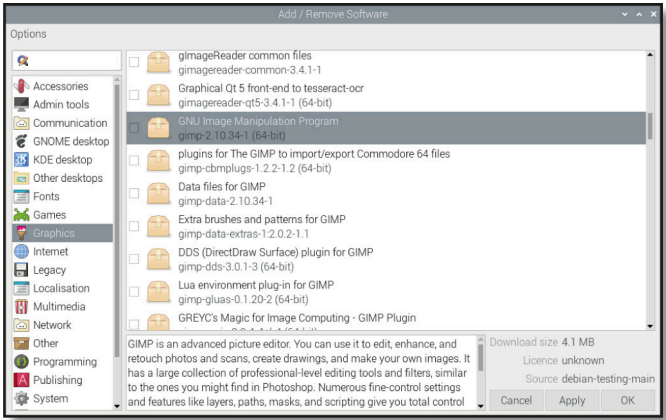 Add / Remove Software
Options
Accessories
Admin tools
Communication
GNOME desktop
KDE desktop
Other desktops
Fonts
Games
Graphics
Internet
Legacy
Localisation
Multimedia
Network
Other
Programming
Publishing
System
gImageReader common files
gimagereader-common-3.4.1-1
Graphical Qt 5 front-end to tesseract-ocr
gimagereader-qt5-3.4.1-1 (64-bit)
GNU Image Manipulation Program
gimp-2.10.34-1 (64-bit)
plugins for The GIMP to import/export Commodore 64 files
gimp-cbmplugs-1.2.2-1.2 (64-bit)
Data files for GIMP
gimp-data-2.10.34-1
Extra brushes and patterns for GIMP
gimp-data-extras-1:2.0.2-1.1
DDS (DirectDraw Surface) plugin for GIMP
gimp-dds-3.0.1-3 (64-bit)
Lua environment plug-in for GIMP
gimp-gluas-0.1.20-2 (64-bit)
GREYC's Magic for Image Computing - GIMP Plugin
GIMP is an advanced picture editor. You can use it to edit, enhance, and
retouch photos and scans, create drawings, and make your own images. It
has a large collection of professional-level editing tools and filters, similar
to the ones you might find in Photoshop. Numerous fine-control settings
and features like layers, paths, masks, and scripting give you total control
Download size 4.1 MB
Licence unknown
Source debian-testing-main
Cancel Apply OK